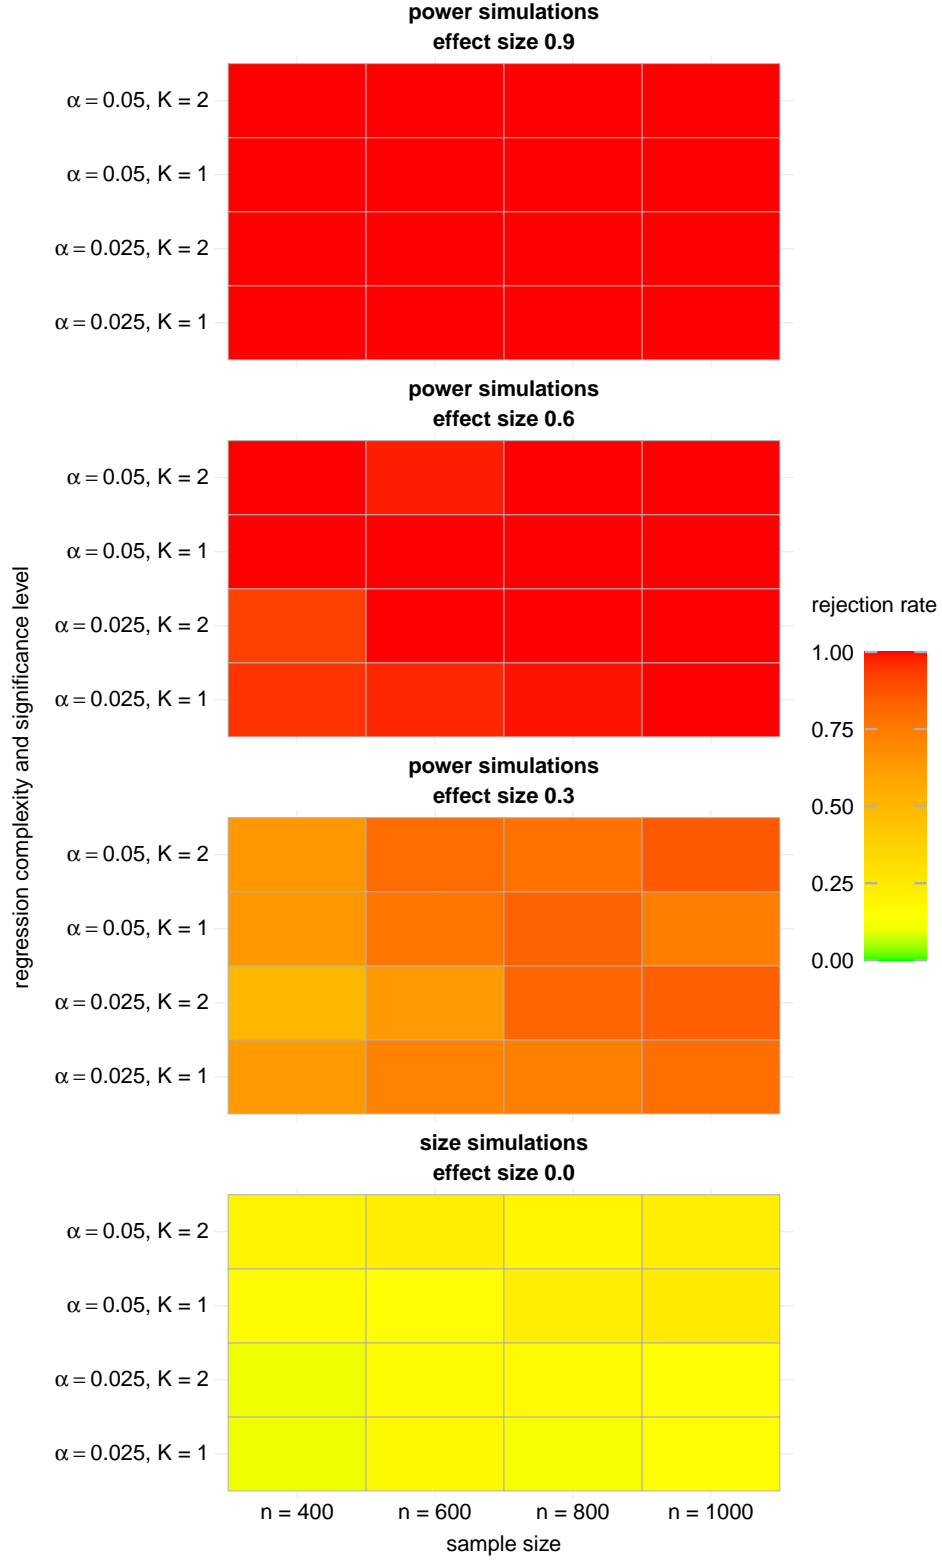 power simulations
effect size 0.9
α = 0.05, K = 2
α = 0.05, K = 1
α = 0.025, K = 2
α = 0.025, K = 1
power simulations
effect size 0.6
α = 0.05, K = 2
α = 0.05, K = 1
α = 0.025, K = 2
α = 0.025, K = 1
power simulations
effect size 0.3
α = 0.05, K = 2
α = 0.05, K = 1
α = 0.025, K = 2
α = 0.025, K = 1
size simulations
effect size 0.0
α = 0.05, K = 2
α = 0.05, K = 1
α = 0.025, K = 2
α = 0.025, K = 1
n = 400
n = 600
n = 800
n = 1000
sample size
regression complexity and significance level
rejection rate
1.00
0.75
0.50
0.25
0.00